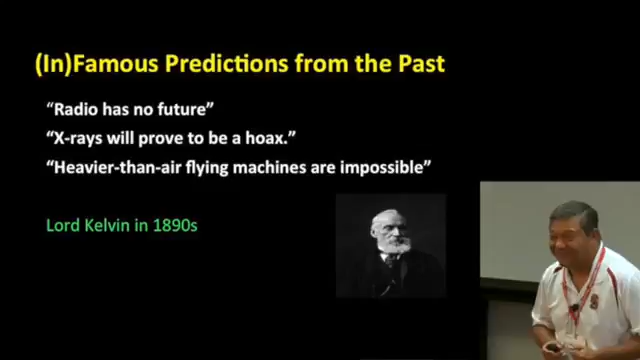 (In)Famous Predictions from the Past
“Radio has no future”
“X-rays will prove to be a hoax.”
“Heavier-than-air flying machines are impossible”
Lord Kelvin in 1890s